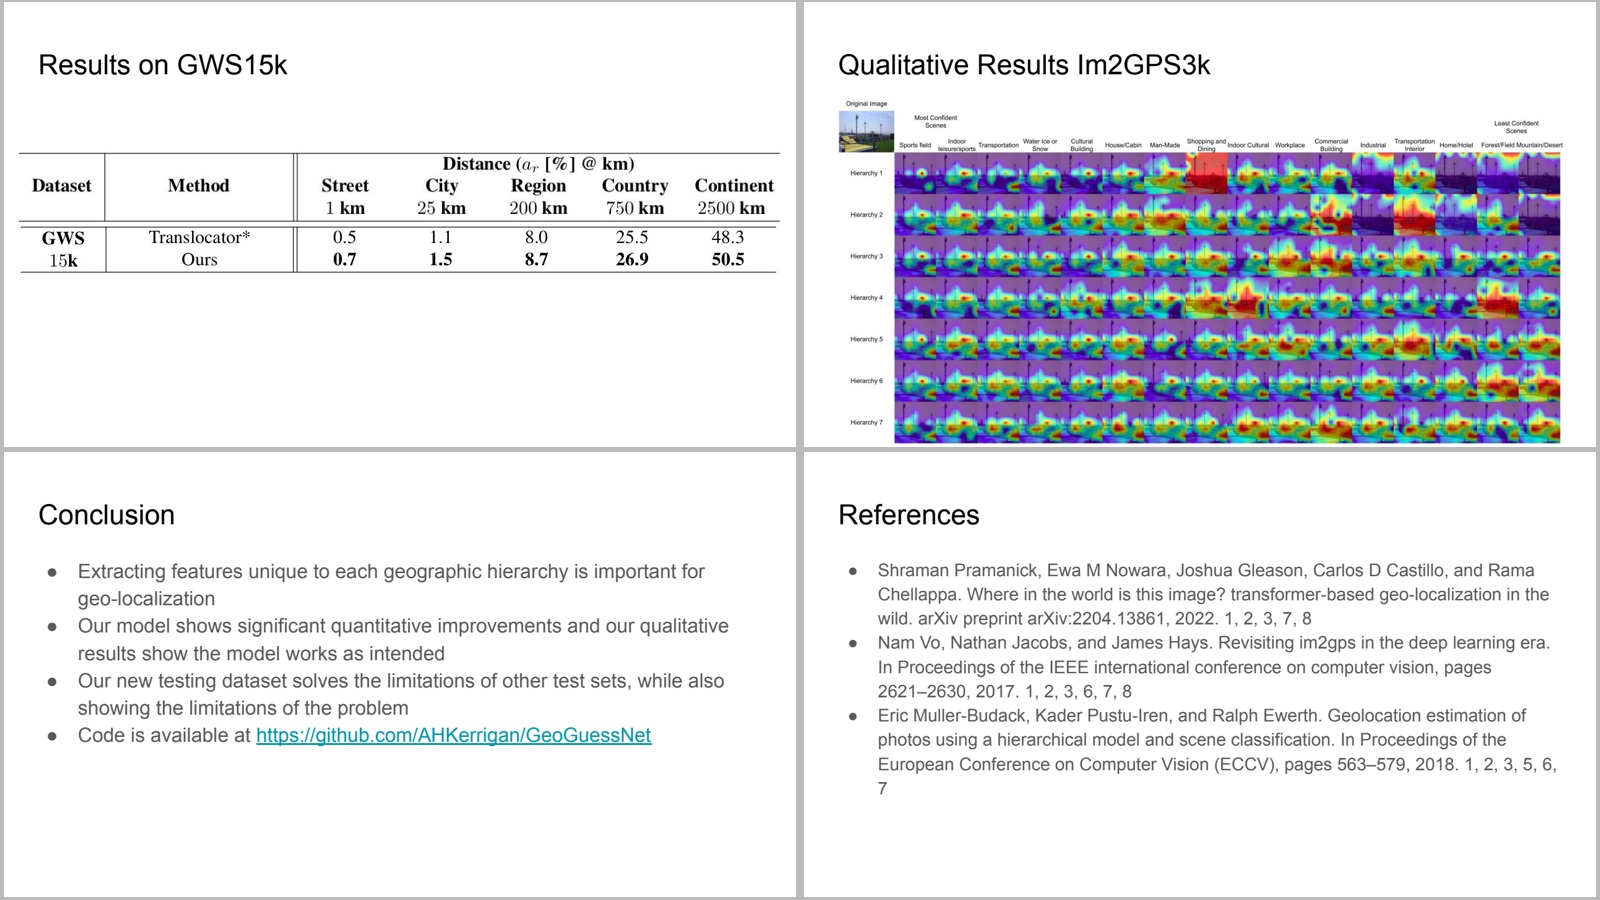 Results on GWS15k
Dataset Method Distance (aᵣ [%] @ km)
Street City Region Country Continent
1 km 25 km 200 km 750 km 2500 km
GWS Translocator* 0.5 1.1 8.0 25.5 48.3
15k Ours 0.7 1.5 8.7 26.9 50.5
Qualitative Results Im2GPS3k
Original Image
Most Confident
Scenes
Least Confident
Scenes
Sports field
Indoor
leisure/sports
Transportation
Water Ice or
Snow
Cultural
Building
House/Cabin
Man-Made
Shopping and
Dining
Indoor Cultural
Workplace
Commercial
Building
Industrial
Transportation
Interior
Home/Hotel
Forest/Field
Mountain/Desert
Hierarchy 1
Hierarchy 2
Hierarchy 3
Hierarchy 4
Hierarchy 5
Hierarchy 6
Hierarchy 7
Conclusion
● Extracting features unique to each geographic hierarchy is important for
geo-localization
● Our model shows significant quantitative improvements and our qualitative
results show the model works as intended
● Our new testing dataset solves the limitations of other test sets, while also
showing the limitations of the problem
● Code is available at https://github.com/AHKerrigan/GeoGuessNet
References
● Shraman Pramanick, Ewa M Nowara, Joshua Gleason, Carlos D Castillo, and Rama
Chellappa. Where in the world is this image? transformer-based geo-localization in the
wild. arXiv preprint arXiv:2204.13861, 2022. 1, 2, 3, 7, 8
● Nam Vo, Nathan Jacobs, and James Hays. Revisiting im2gps in the deep learning era.
In Proceedings of the IEEE international conference on computer vision, pages
2621–2630, 2017. 1, 2, 3, 6, 7, 8
● Eric Muller-Budack, Kader Pustu-Iren, and Ralph Ewerth. Geolocation estimation of
photos using a hierarchical model and scene classification. In Proceedings of the
European Conference on Computer Vision (ECCV), pages 563–579, 2018. 1, 2, 3, 5, 6,
7